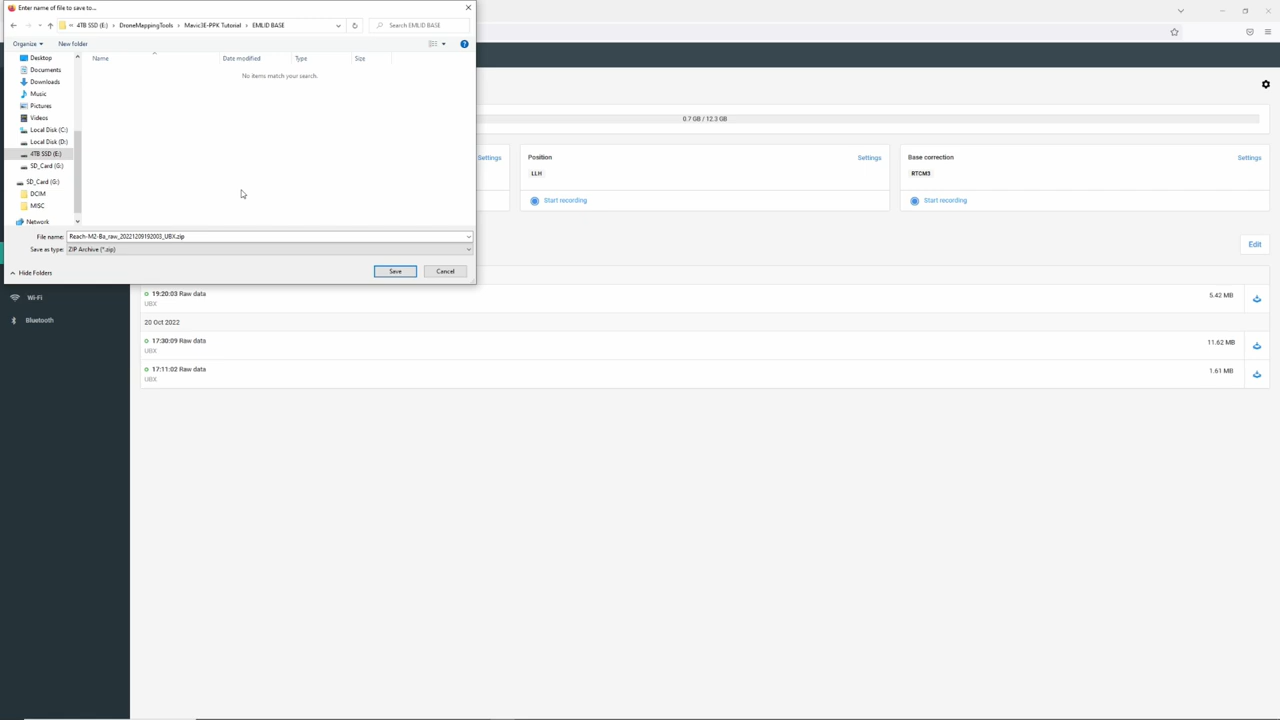 Enter name of file to save to...
« 4TB SSD (E:) › DroneMappingTools › Mavic3E-PPK Tutorial › EMLID BASE
Search EMLID BASE
Organize
New folder
Name
Date modified
Type
Size
No items match your search.
Desktop
Documents
Downloads
Music
Pictures
Videos
Local Disk (C:)
Local Disk (D:)
4TB SSD (E:)
SD_Card (G:)
SD_Card (G:)
DCIM
MISC
Network
File name: Reach-M2-Ba_raw_20221209192003_UBX.zip
Save as type: ZIP Archive (*.zip)
Hide Folders
Save
Cancel
0.7 GB / 12.3 GB
Settings
Position
Settings
LLH
Start recording
Base correction
Settings
RTCM3
Start recording
Edit
Wi-Fi
Bluetooth
19:20:03 Raw data
UBX
5.42 MB
20 Oct 2022
17:30:09 Raw data
UBX
11.62 MB
17:11:02 Raw data
UBX
1.61 MB